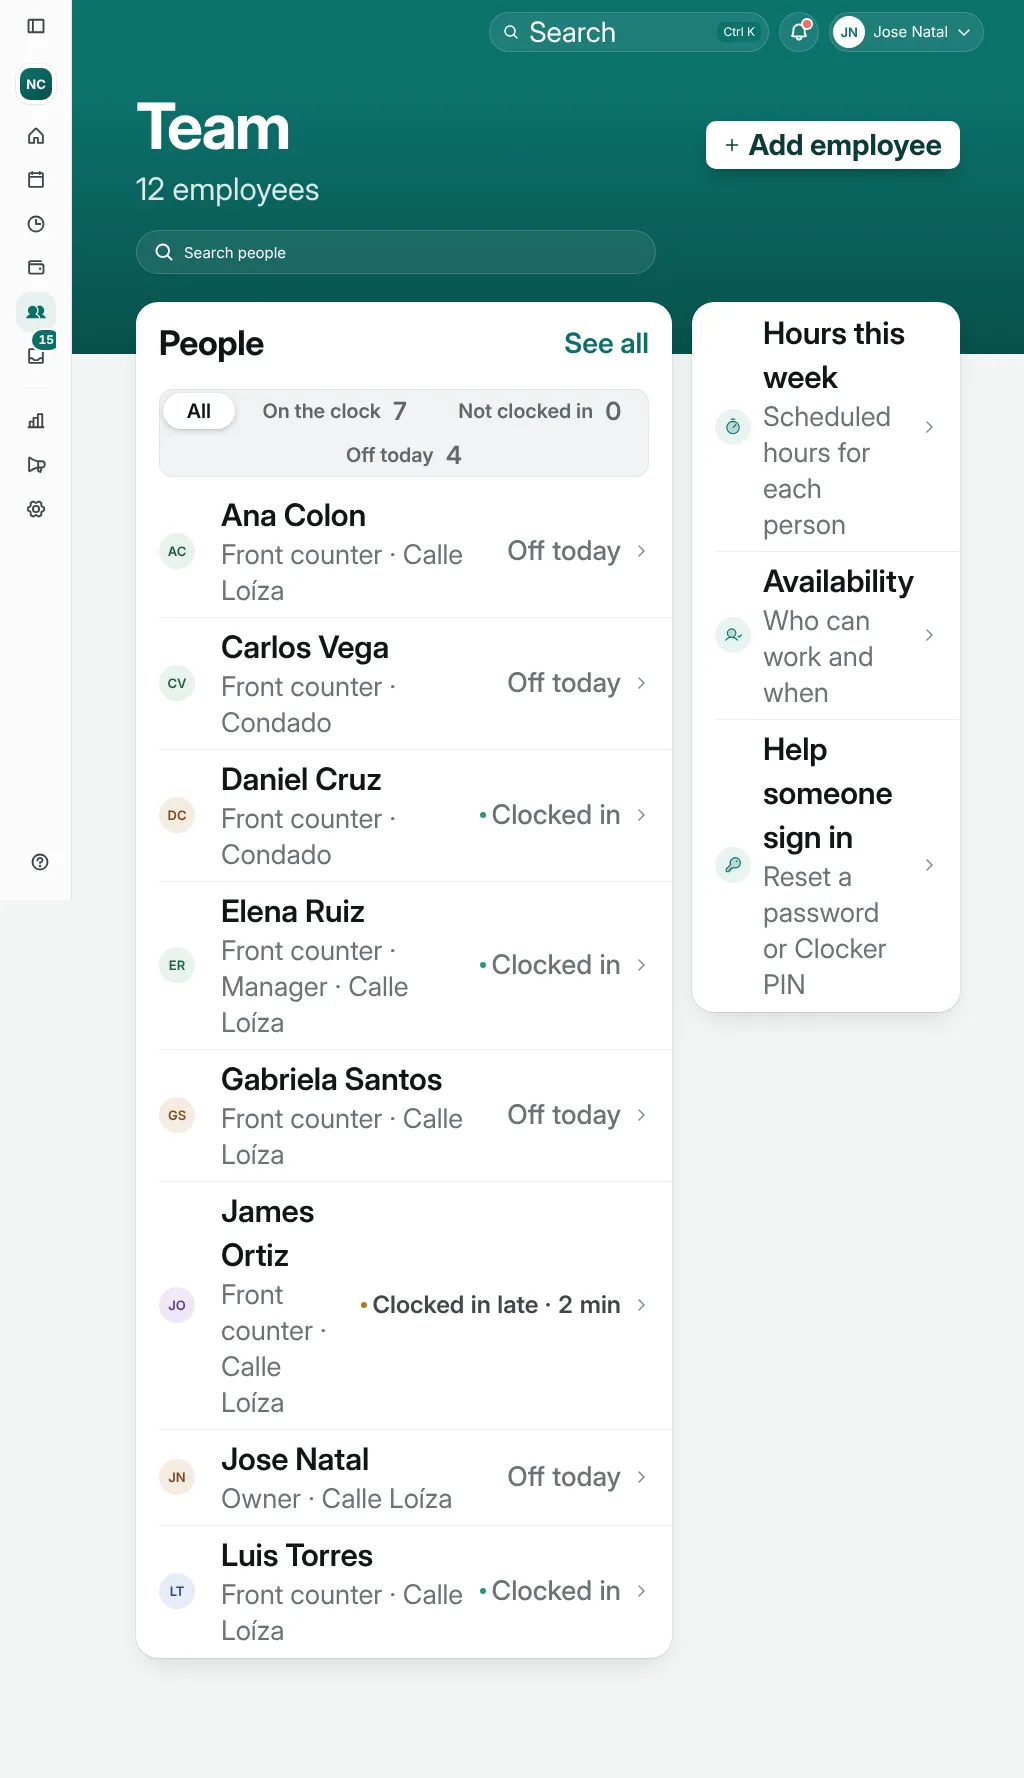 Search
Ctrl K
JN
Jose Natal
NC
Team
12 employees
+ Add employee
Search people
15
People
See all
All
On the clock 7
Not clocked in 0
Off today 4
AC
Ana Colon
Front counter · Calle
Loíza
Off today
CV
Carlos Vega
Front counter ·
Condado
Off today
DC
Daniel Cruz
Front counter ·
Condado
Clocked in
ER
Elena Ruiz
Front counter ·
Manager · Calle
Loíza
Clocked in
GS
Gabriela Santos
Front counter · Calle
Loíza
Off today
JO
James
Ortiz
Front
counter ·
Calle
Loíza
Clocked in late · 2 min
JN
Jose Natal
Owner · Calle Loíza
Off today
LT
Luis Torres
Front counter · Calle
Loíza
Clocked in
Hours this
week
Scheduled
hours for
each
person
Availability
Who can
work and
when
Help
someone
sign in
Reset a
password
or Clocker
PIN